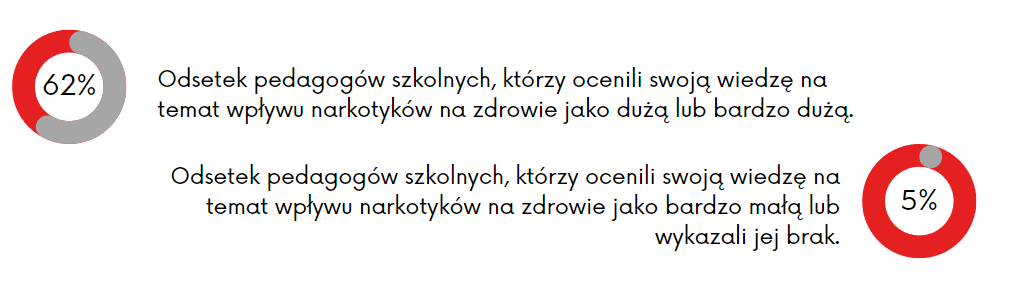 62%
Odsetek pedagogów szkolnych, którzy ocenili swoją wiedzę na
temat wpływu narkotyków na zdrowie jako dużą lub bardzo dużą.
Odsetek pedagogów szkolnych, którzy ocenili swoją wiedzę na
temat wpływu narkotyków na zdrowie jako bardzo małą lub
wykazali jej brak.
5%